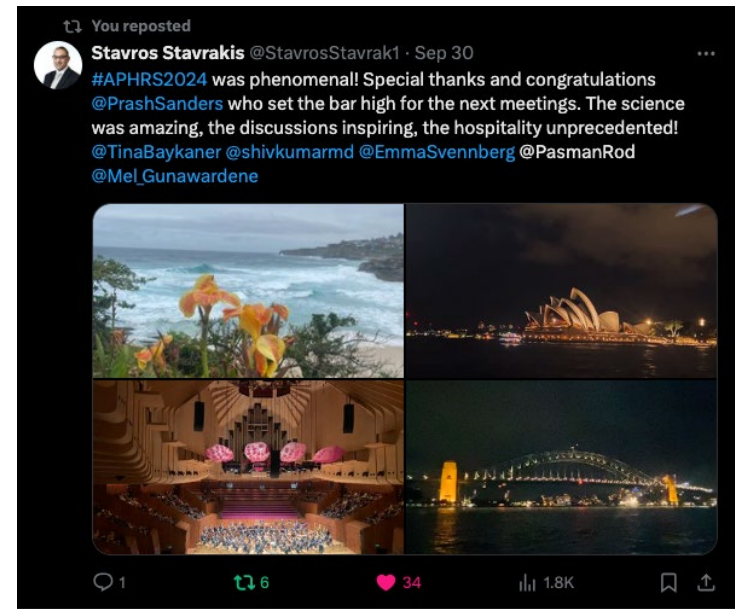 You reposted
Stavros Stavrakis @StavrosStavrak1 · Sep 30
#APHRS2024 was phenomenal! Special thanks and congratulations
@PrashSanders who set the bar high for the next meetings. The science
was amazing, the discussions inspiring, the hospitality unprecedented!
@TinaBaykaner @shivkumarmd @EmmaSvennberg @PasmanRod
@Mel_Gunawardene
1 6 34 1.8K